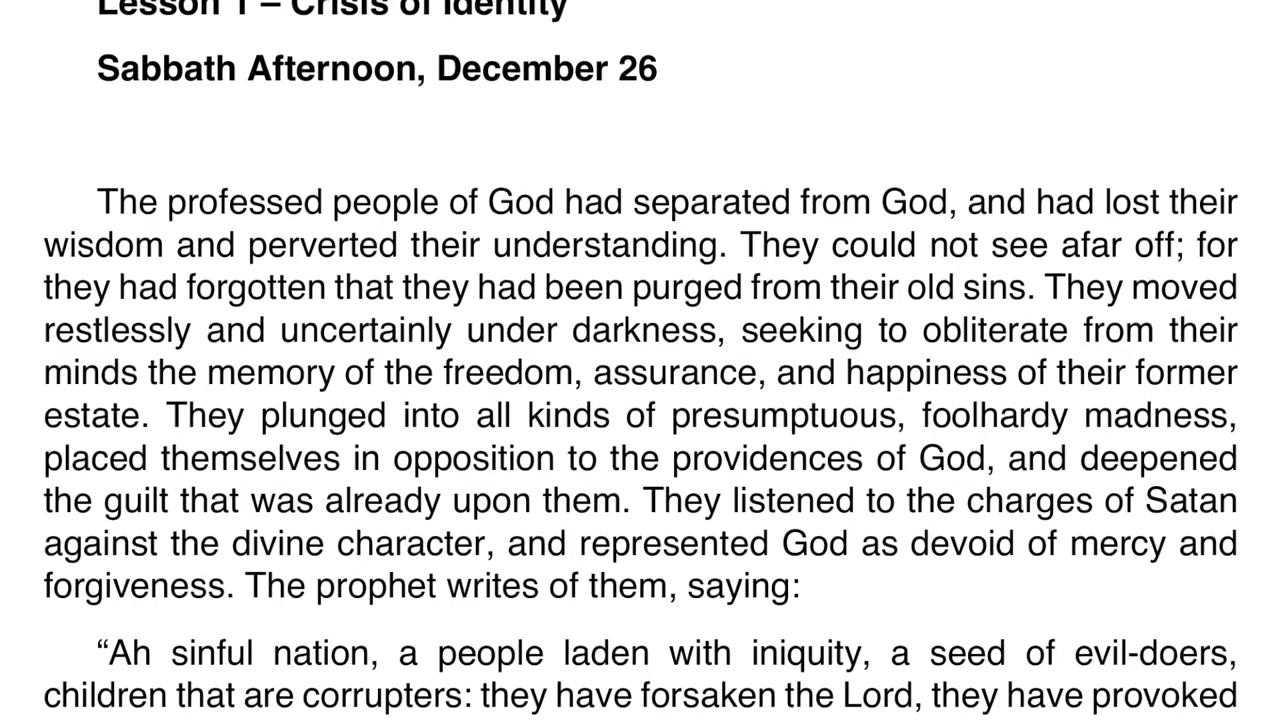 Lesson 1 – Crisis of Identity
Sabbath Afternoon, December 26
The professed people of God had separated from God, and had lost their
wisdom and perverted their understanding. They could not see afar off; for
they had forgotten that they had been purged from their old sins. They moved
restlessly and uncertainly under darkness, seeking to obliterate from their
minds the memory of the freedom, assurance, and happiness of their former
estate. They plunged into all kinds of presumptuous, foolhardy madness,
placed themselves in opposition to the providences of God, and deepened
the guilt that was already upon them. They listened to the charges of Satan
against the divine character, and represented God as devoid of mercy and
forgiveness. The prophet writes of them, saying:
“Ah sinful nation, a people laden with iniquity, a seed of evil-doers,
children that are corrupters: they have forsaken the Lord, they have provoked